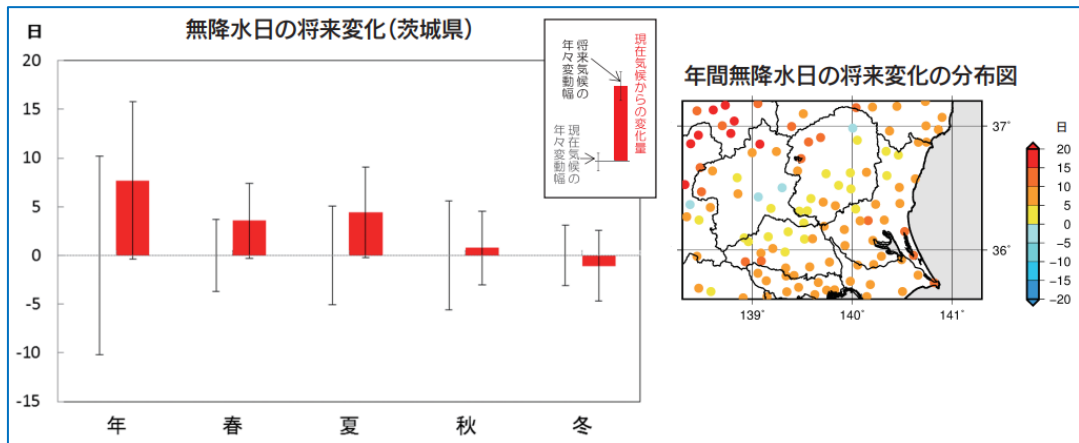 無降水日の将来変化（茨城県）
日
20
15
10
5
0
-5
-10
-15
年
春
夏
秋
冬
現在気候からの変化量
将来気候の
年々変動幅
現在気候の
年々変動幅
年間無降水日の将来変化の分布図
37°
36°
139°
140°
141°
日
20
15
10
5
0
-5
-10
-15
-20